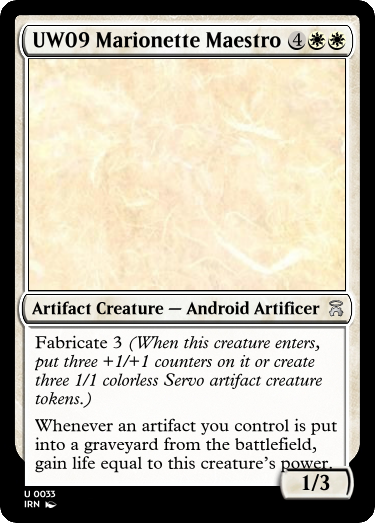 UW09 Marionette Maestro 4
Artifact Creature — Android Artificer
Fabricate 3 (When this creature enters,
put three +1/+1 counters on it or create
three 1/1 colorless Servo artifact creature
tokens.)
Whenever an artifact you control is put
into a graveyard from the battlefield,
gain life equal to this creature's power.
1/3
U 0033
IRN